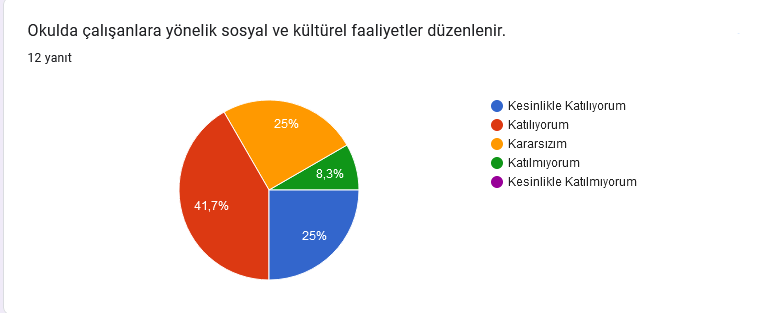 Okulda çalışanlara yönelik sosyal ve kültürel faaliyetler düzenlenir.
12 yanıt
Kesinlikle Katılıyorum
Katılıyorum
Kararsızım
Katılmıyorum
Kesinlikle Katılmıyorum
25%
8,3%
41,7%
25%